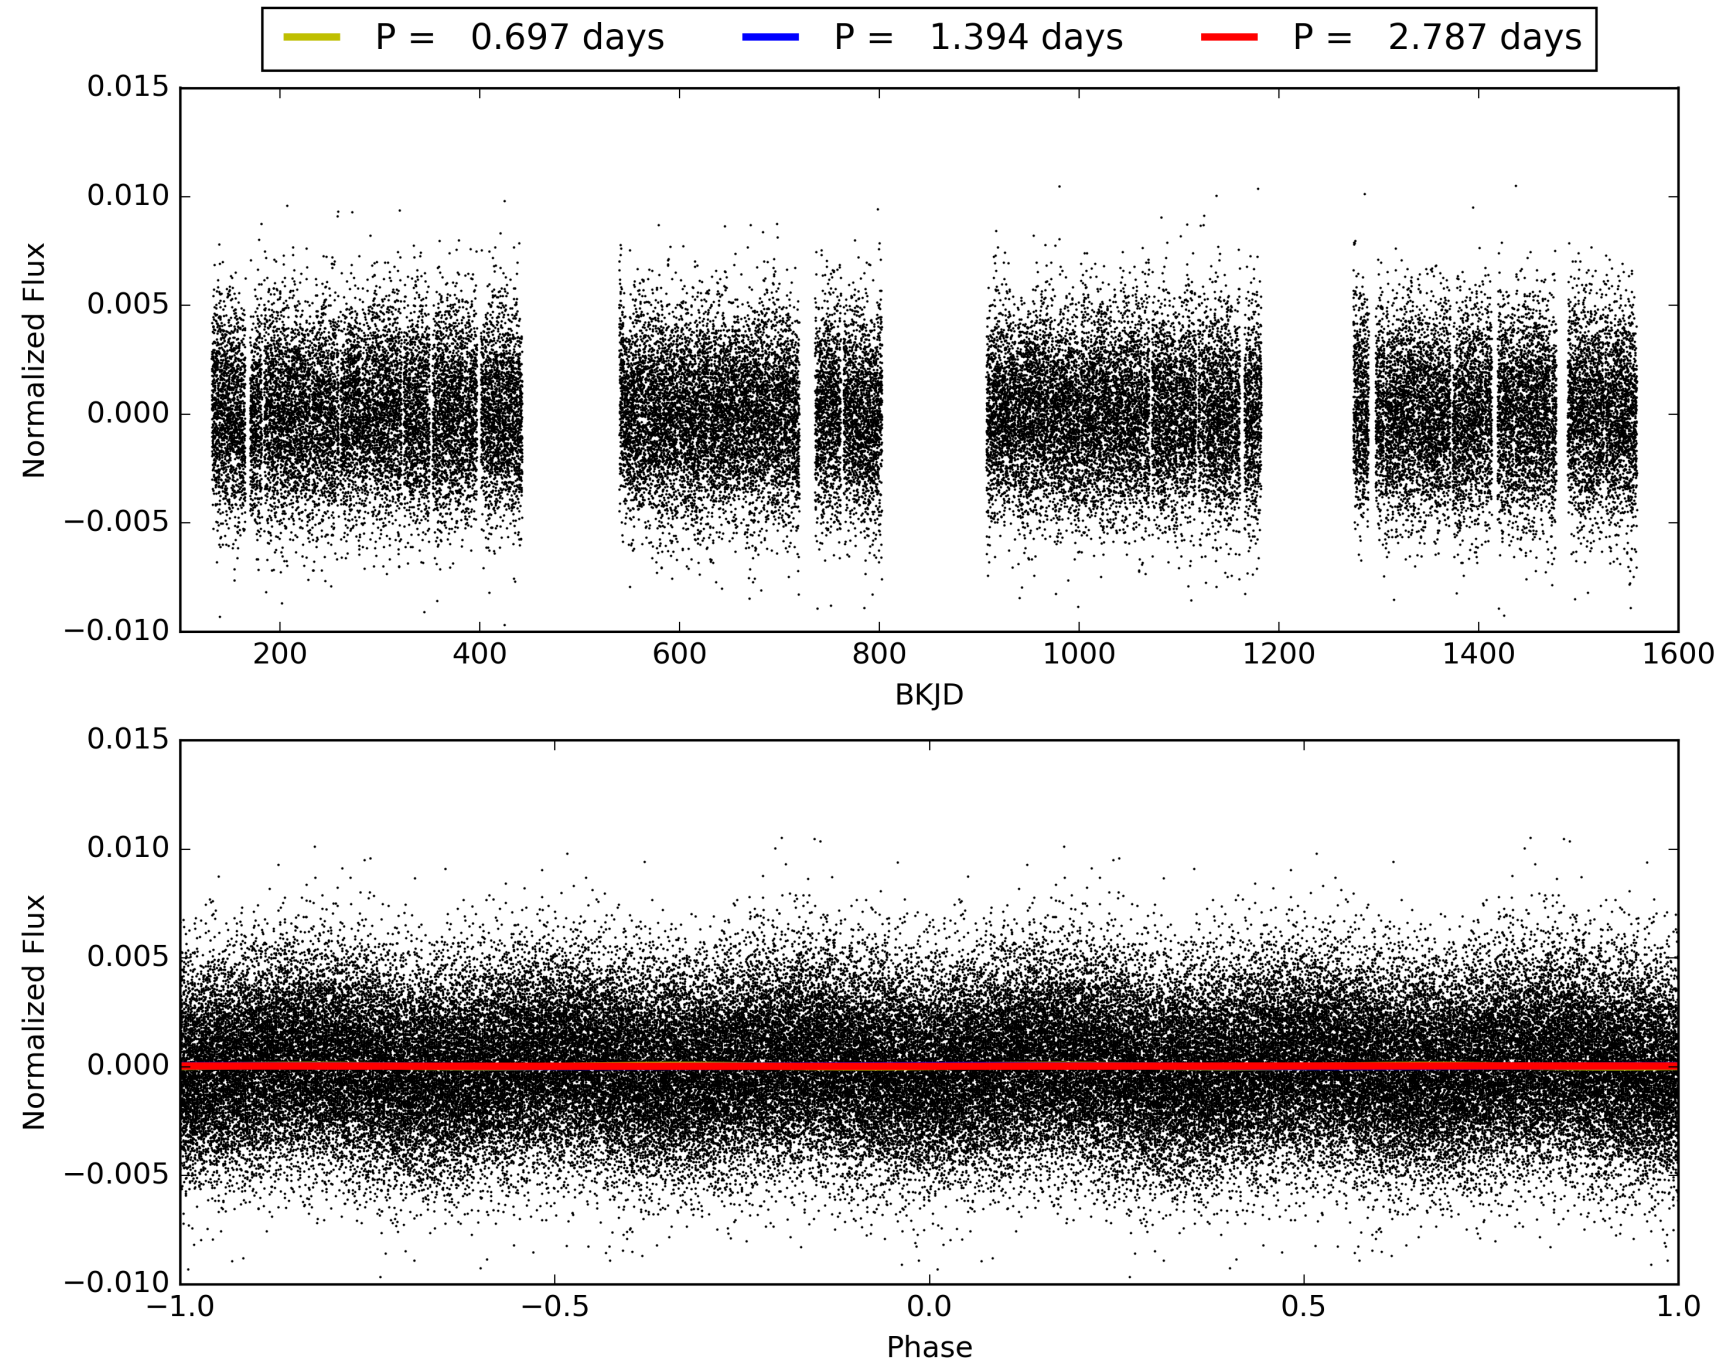 P = 0.697 days P = 1.394 days P = 2.787 days
0.015
0.010
0.005
0.000
−0.005
−0.010
Normalized Flux
200 400 600 800 1000 1200 1400 1600
BKJD
0.015
0.010
0.005
0.000
−0.005
−0.010
Normalized Flux
−1.0 −0.5 0.0 0.5 1.0
Phase